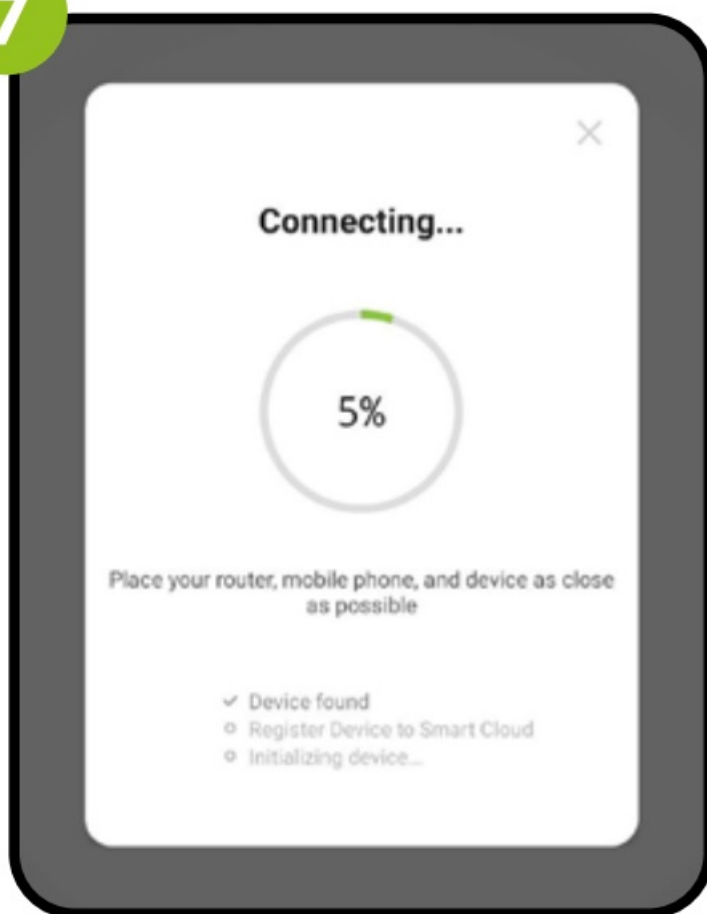 7
Connecting...
5%
Place your router, mobile phone, and device as close
as possible
Device found
Register Device to Smart Cloud
Initializing device...